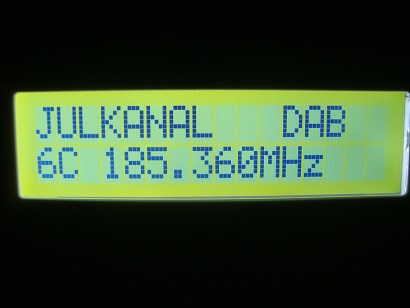 JULKANAL DAB
6C 185.360MHz